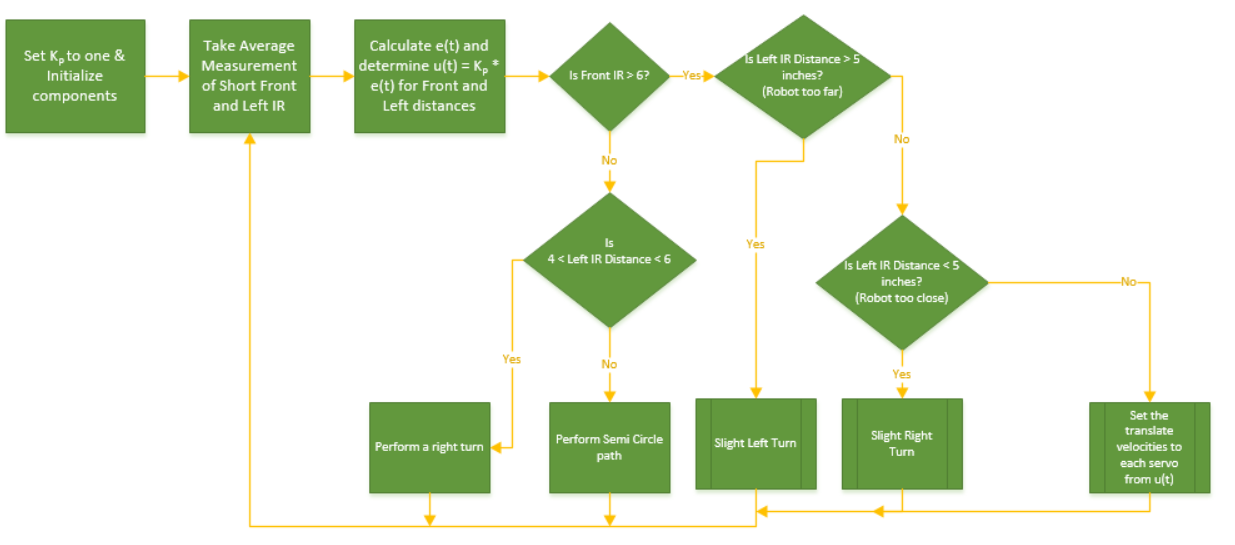 Set Kp to one &
Initialize
components
Take Average
Measurement
of Short Front
and Left IR
Calculate e(t) and
determine u(t) = Kp *
e(t) for Front and
Left distances
Is Front IR > 6?
Yes
Is Left IR Distance > 5
inches?
(Robot too far)
No
No
Is
4 < Left IR Distance < 6
Yes
Is Left IR Distance < 5
inches?
(Robot too close)
No
Yes
No
Yes
Perform a right turn
Perform Semi Circle
path
Slight Left Turn
Slight Right
Turn
Set the
translate
velocities to
each servo
from u(t)